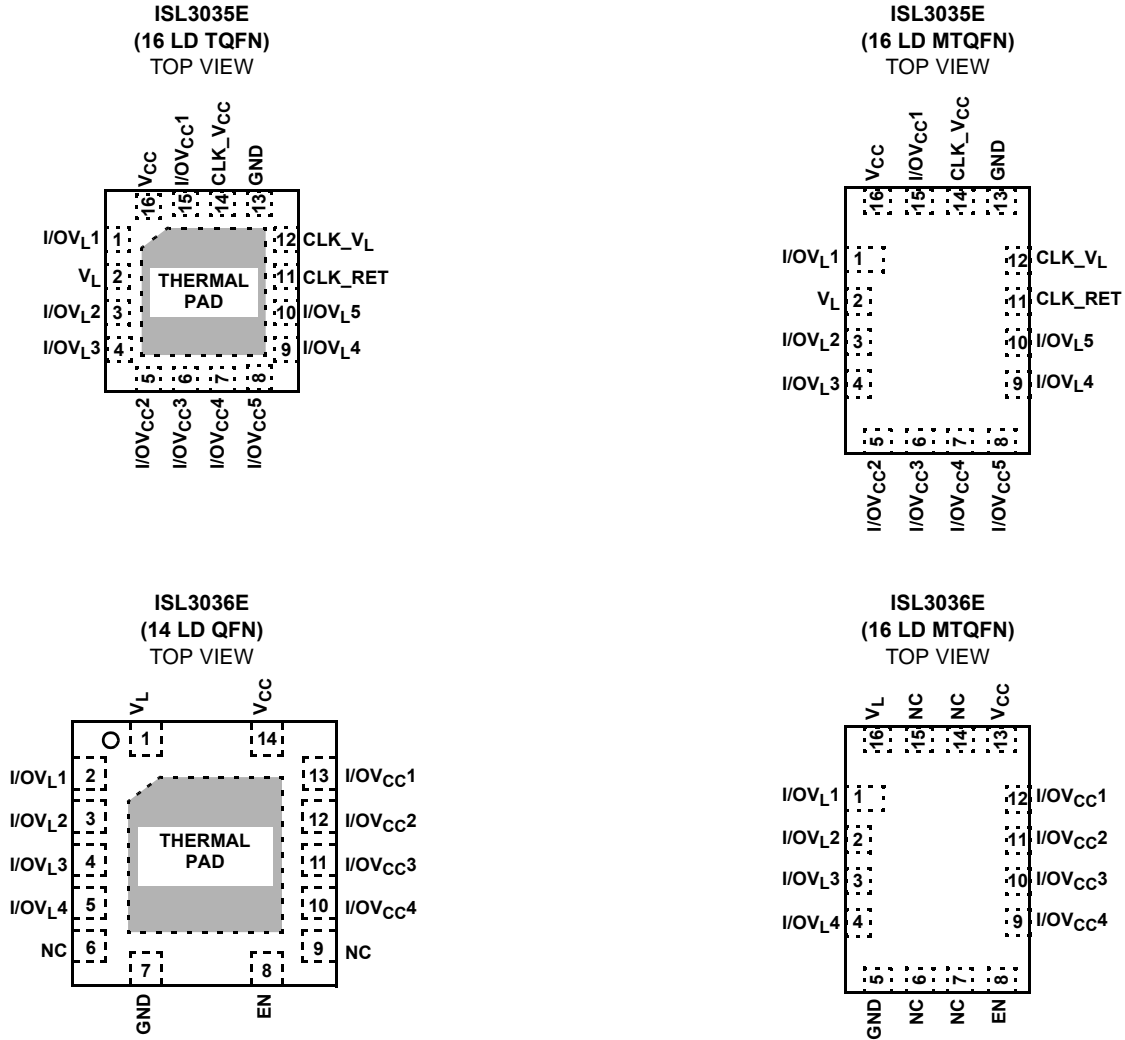 ISL3035E
(16 LD TQFN)
TOP VIEW
VCC
I/OVCC1
CLK_VCC
GND
16 15 14 13
I/OVL1 1
VL 2
I/OVL2 3
I/OVL3 4
THERMAL
PAD
12 CLK_VL
11 CLK_RET
10 I/OVL5
9 I/OVL4
5 6 7 8
I/OVCC2
I/OVCC3
I/OVCC4
I/OVCC5
ISL3035E
(16 LD MTQFN)
TOP VIEW
VCC
I/OVCC1
CLK_VCC
GND
16 15 14 13
I/OVL1 1
VL 2
I/OVL2 3
I/OVL3 4
12 CLK_VL
11 CLK_RET
10 I/OVL5
9 I/OVL4
5 6 7 8
I/OVCC2
I/OVCC3
I/OVCC4
I/OVCC5
ISL3036E
(14 LD QFN)
TOP VIEW
VL
VCC
1 14
I/OVL1 2
I/OVL2 3
I/OVL3 4
I/OVL4 5
NC 6
THERMAL
PAD
13 I/OVCC1
12 I/OVCC2
11 I/OVCC3
10 I/OVCC4
9 NC
7 8
GND
EN
ISL3036E
(16 LD MTQFN)
TOP VIEW
VL
NC
NC
VCC
16 15 14 13
I/OVL1 1
I/OVL2 2
I/OVL3 3
I/OVL4 4
12 I/OVCC1
11 I/OVCC2
10 I/OVCC3
9 I/OVCC4
5 6 7 8
GND
NC
NC
EN